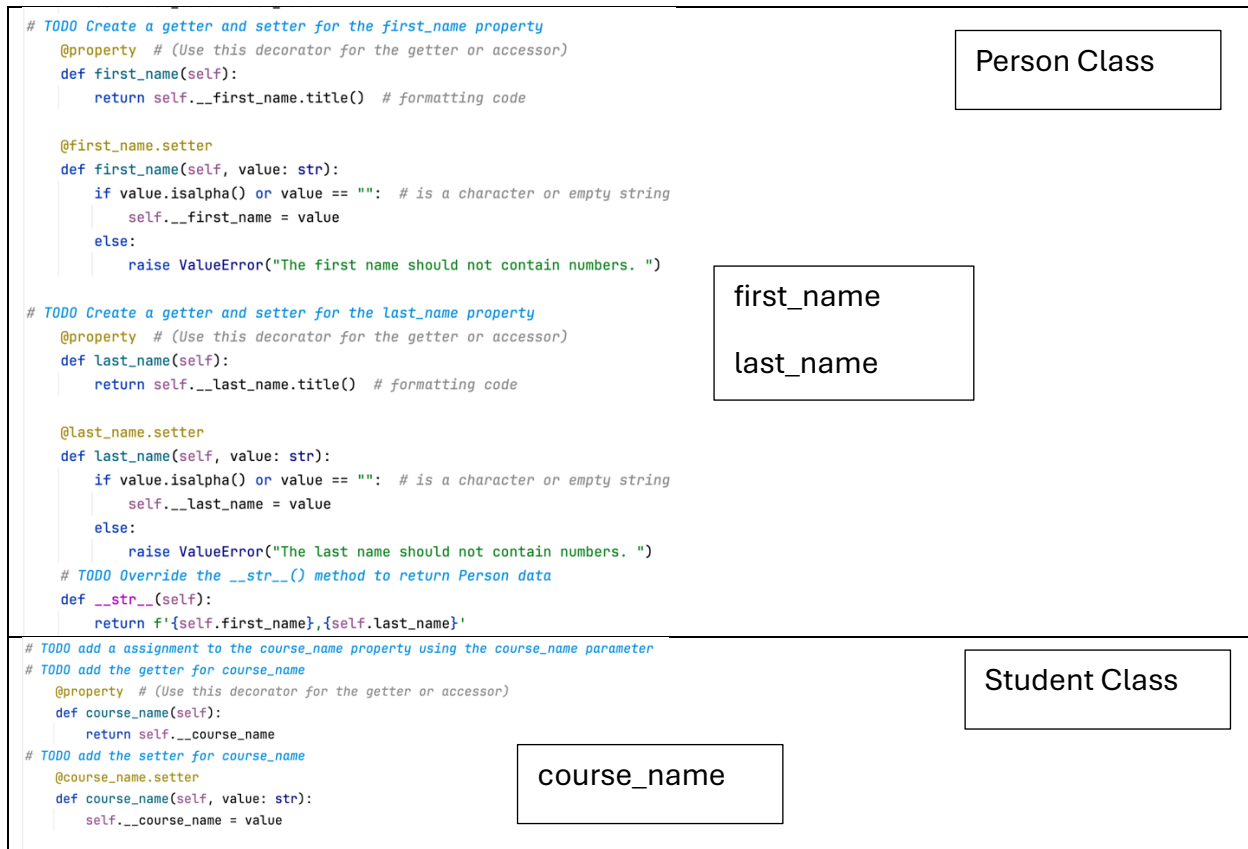 # TODO Create a getter and setter for the first_name property
@property # (Use this decorator for the getter or accessor)
def first_name(self):
return self.__first_name.title() # formatting code
@first_name.setter
def first_name(self, value: str):
if value.isalpha() or value == "": # is a character or empty string
self.__first_name = value
else:
raise ValueError("The first name should not contain numbers. ")
# TODO Create a getter and setter for the last_name property
@property # (Use this decorator for the getter or accessor)
def last_name(self):
return self.__last_name.title() # formatting code
@last_name.setter
def last_name(self, value: str):
if value.isalpha() or value == "": # is a character or empty string
self.__last_name = value
else:
raise ValueError("The last name should not contain numbers. ")
# TODO Override the __str__() method to return Person data
def __str__(self):
return f'{self.first_name},{self.last_name}'
Person Class
first_name
last_name
# TODO add a assignment to the course_name property using the course_name parameter
# TODO add the getter for course_name
@property # (Use this decorator for the getter or accessor)
def course_name(self):
return self.__course_name
# TODO add the setter for course_name
@course_name.setter
def course_name(self, value: str):
self.__course_name = value
Student Class
course_name